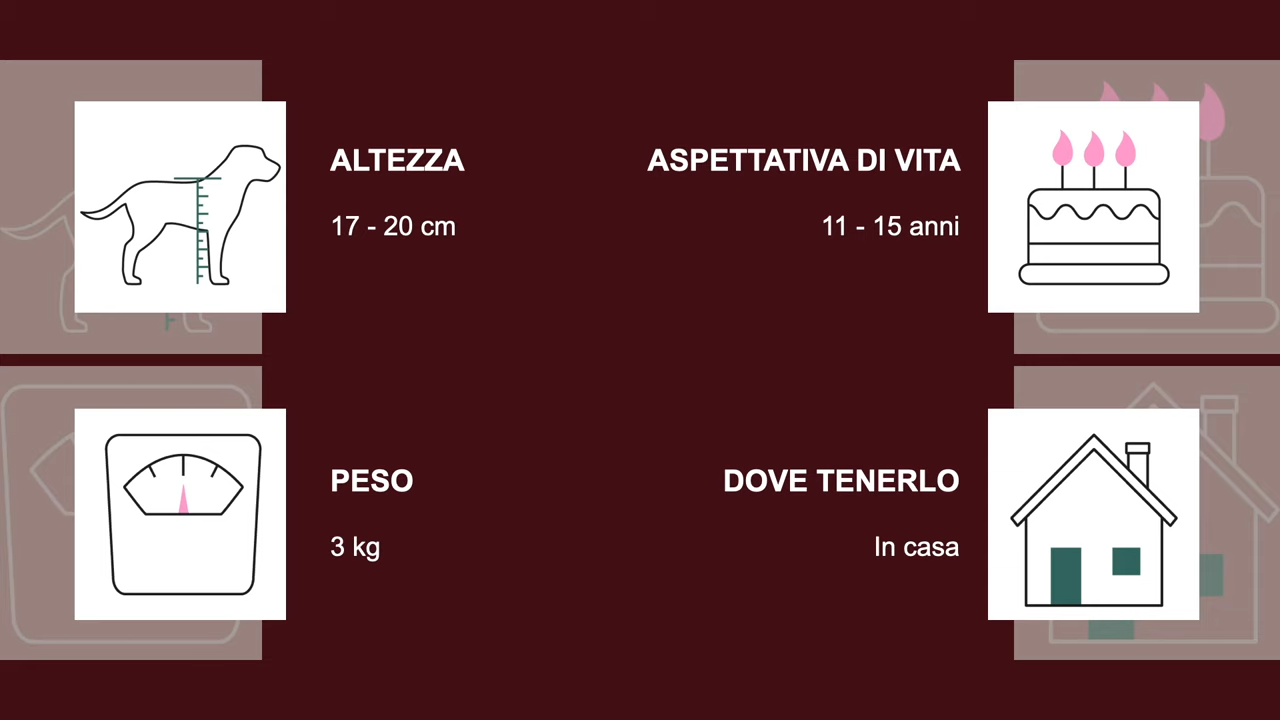 ALTEZZA
17 - 20 cm
ASPETTATIVA DI VITA
11 - 15 anni
PESO
3 kg
DOVE TENERLO
In casa